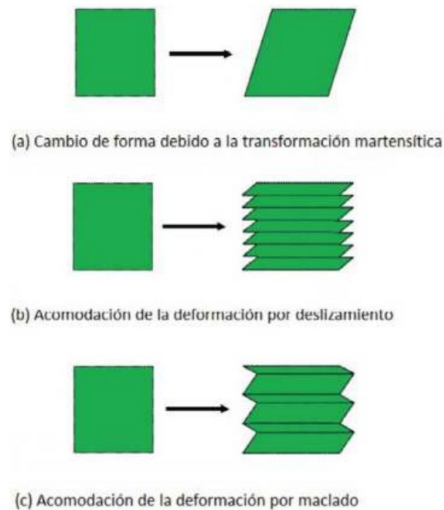 (a) Cambio de forma debido a la transformación martensítica
(b) Acomodación de la deformación por deslizamiento
(c) Acomodación de la deformación por maclado